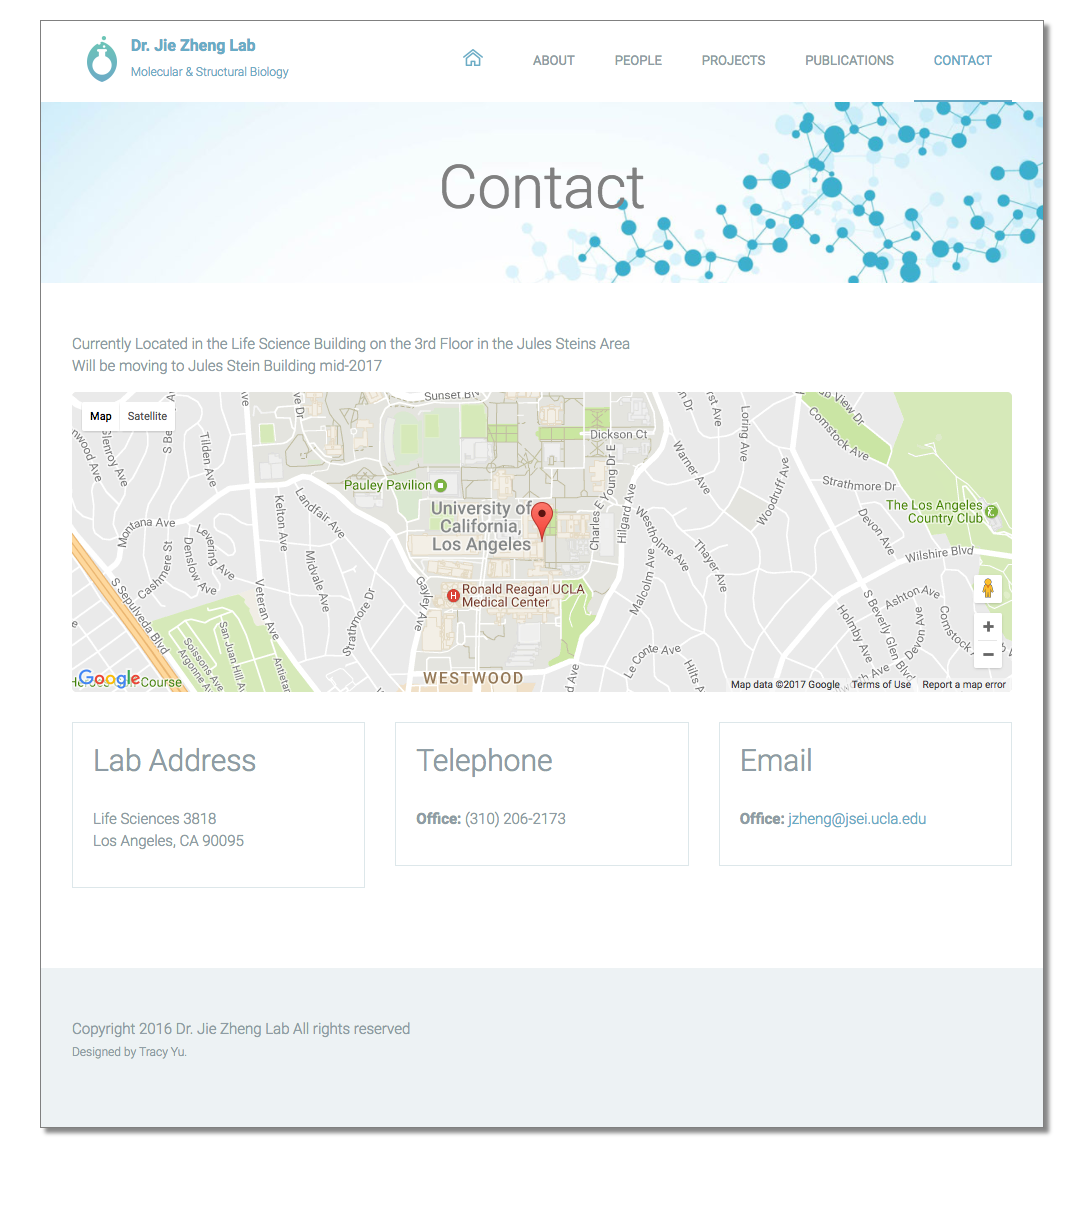 Dr. Jie Zheng Lab
Molecular & Structural Biology
ABOUT
PEOPLE
PROJECTS
PUBLICATIONS
CONTACT
Contact
Currently Located in the Life Science Building on the 3rd Floor in the Jules Steins Area
Will be moving to Jules Stein Building mid-2017
Map
Satellite
Sunset
Dickson Ct
Pauley Pavilion
University of
California,
Los Angeles
Ronald Reagan UCLA
Medical Center
WESTWOOD
Charles E Young Dr E
Hilgard Ave
Westholme Ave
Malcolm Ave
Thayer Ave
Warner Ave
Loring Ave
Woodruff Ave
Comstock Ave
View Dr
Strathmore Dr
The Los Angeles
Country Club
Devon Ave
Wilshire Blvd
Ashton Ave
S Beverly Glen Blvd
Holmby Ave
Devon Ave
Le Conte Ave
Hilts
Tilden Ave
Glenroy Ave
Kelton Ave
Landfair Ave
Montana Ave
Levering Ave
Cashmere St
Denslow Ave
Midvale Ave
Veteran Ave
Strathmore Dr
Gayley Ave
S Sepulveda Blvd
San Juan Hill
Soissons Ave
Argonne Ave
Course
Google
Map data ©2017 Google
Terms of Use
Report a map error
Lab Address
Life Sciences 3818
Los Angeles, CA 90095
Telephone
Office: (310) 206-2173
Email
Office: jzheng@jsei.ucla.edu
Copyright 2016 Dr. Jie Zheng Lab All rights reserved
Designed by Tracy Yu.